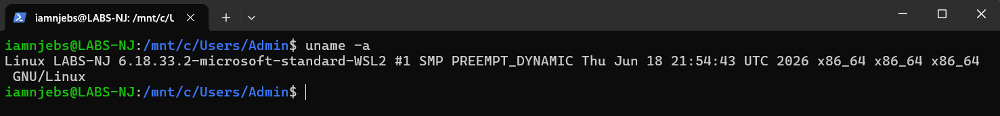 iamnjebs@LABS-NJ: /mnt/c/U
iamnjebs@LABS-NJ:/mnt/c/Users/Admin$ uname -a
Linux LABS-NJ 6.18.33.2-microsoft-standard-WSL2 #1 SMP PREEMPT_DYNAMIC Thu Jun 18 21:54:43 UTC 2026 x86_64 x86_64 x86_64
GNU/Linux
iamnjebs@LABS-NJ:/mnt/c/Users/Admin$